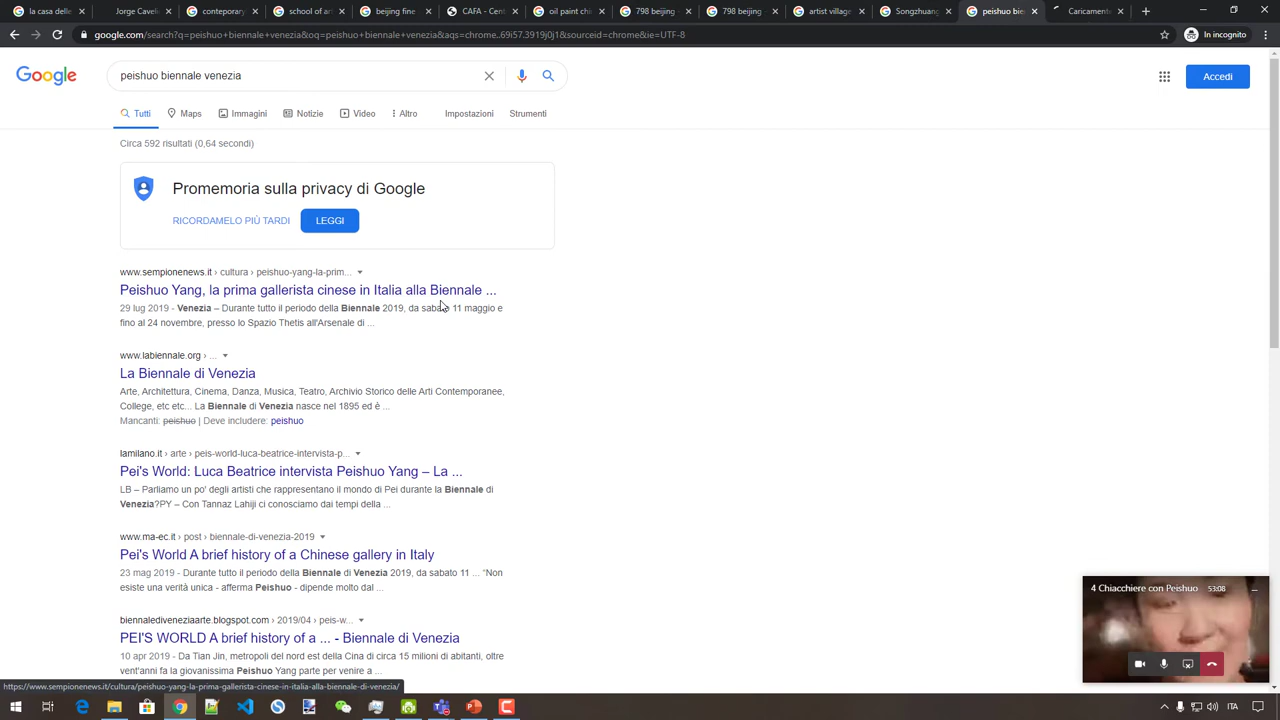 la casa delle
Jorge Caveli
conteporary
school of ar
beijing fine
CAFA - Cent
oil paint chi
798 beijing
798 beijing
artist village
Songzhuang
peishuo bien
Caricamento
google.com/search?q=peishuo+biennale+venezia&oq=peishuo+biennale+venezia&aqs=chrome..69i57.3919j0j1&sourceid=chrome&ie=UTF-8
In incognito
Google
peishuo biennale venezia
Accedi
Tutti Maps Immagini Notizie Video Altro Impostazioni Strumenti
Circa 592 risultati (0,64 secondi)
Promemoria sulla privacy di Google
RICORDAMELO PIÙ TARDI LEGGI
www.sempionenews.it › cultura › peishuo-yang-la-prim...
Peishuo Yang, la prima gallerista cinese in Italia alla Biennale ...
29 lug 2019 - Venezia – Durante tutto il periodo della Biennale 2019, da sabato 11 maggio e
fino al 24 novembre, presso lo Spazio Thetis all'Arsenale di ...
www.labiennale.org › ...
La Biennale di Venezia
Arte, Architettura, Cinema, Danza, Musica, Teatro, Archivio Storico delle Arti Contemporanee,
College, etc etc... La Biennale di Venezia nasce nel 1895 ed è ...
Mancanti: peishuo | Deve includere: peishuo
lamilano.it › arte › peis-world-luca-beatrice-intervista-p...
Pei's World: Luca Beatrice intervista Peishuo Yang – La ...
LB – Parliamo un po' degli artisti che rappresentano il mondo di Pei durante la Biennale di
Venezia?PY – Con Tannaz Lahiji ci conosciamo dai tempi della ...
www.ma-ec.it › post › biennale-di-venezia-2019
Pei's World A brief history of a Chinese gallery in Italy
23 mag 2019 - Durante tutto il periodo della Biennale di Venezia 2019, da sabato 11 ... “Non
esiste una verità unica - afferma Peishuo - dipende molto dal ...
biennalediveneziaarte.blogspot.com › 2019/04 › peis-w...
PEI'S WORLD A brief history of a ... - Biennale di Venezia
10 apr 2019 - Da Tian Jin, metropoli del nord est della Cina di circa 15 milioni di abitanti, oltre
vent'anni fa la giovanissima Peishuo Yang parte per venire a ...
4 Chiacchiere con Peishuo 53:08
https://www.sempionenews.it/cultura/peishuo-yang-la-prima-gallerista-cinese-in-italia-alla-biennale-di-venezia/
ITA